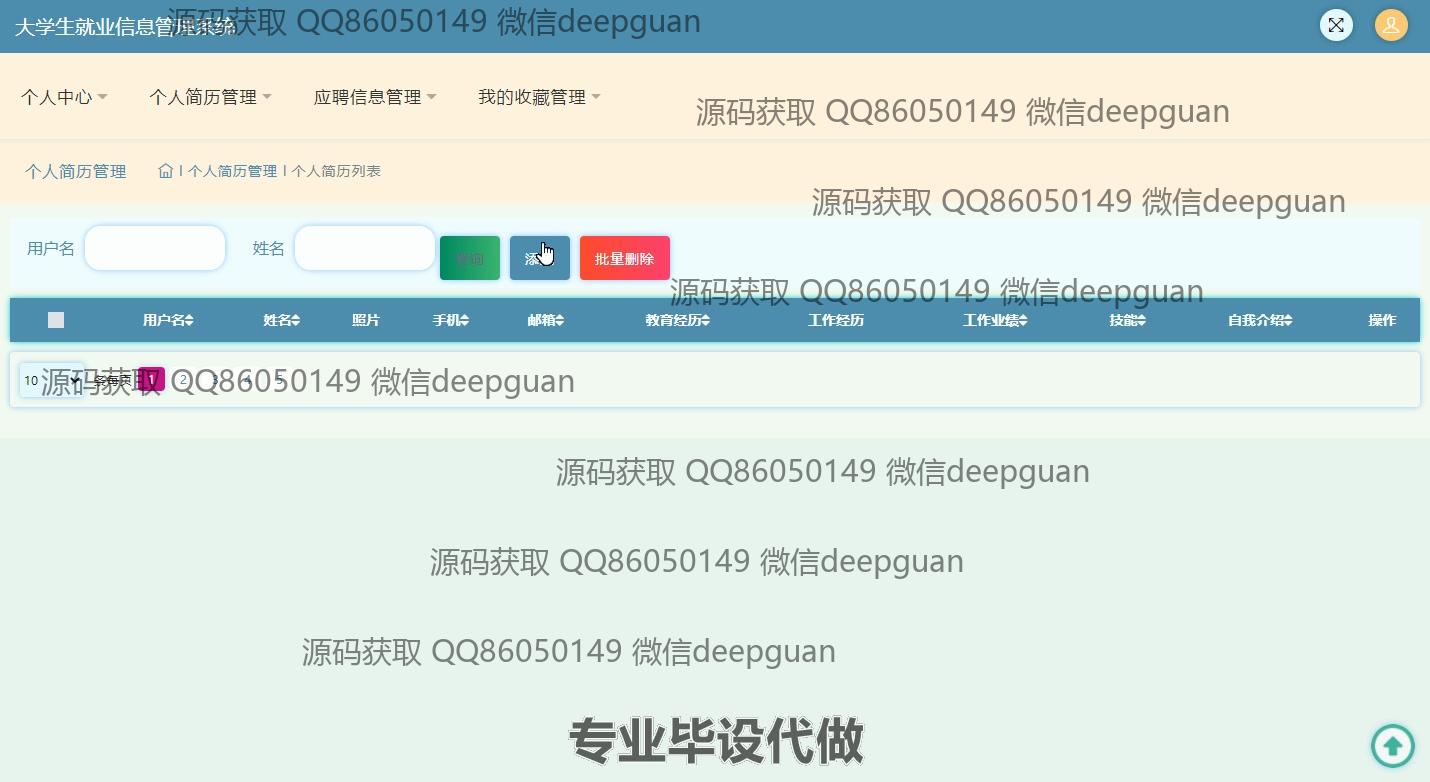 大学生就业信息管理系统
源码获取 QQ86050149 微信deepguan
个人中心 个人简历管理 应聘信息管理 我的收藏管理
源码获取 QQ86050149 微信deepguan
个人简历管理 个人简历管理 个人简历列表
源码获取 QQ86050149 微信deepguan
用户名 姓名 查询 添 批量删除
源码获取 QQ86050149 微信deepguan
用户名 姓名 照片 手机 邮箱 教育经历 工作经历 工作业绩 技能 自我介绍 操作
10 条每页 1 2 3 4 5
源码获取 QQ86050149 微信deepguan
源码获取 QQ86050149 微信deepguan
源码获取 QQ86050149 微信deepguan
源码获取 QQ86050149 微信deepguan
专业毕设代做